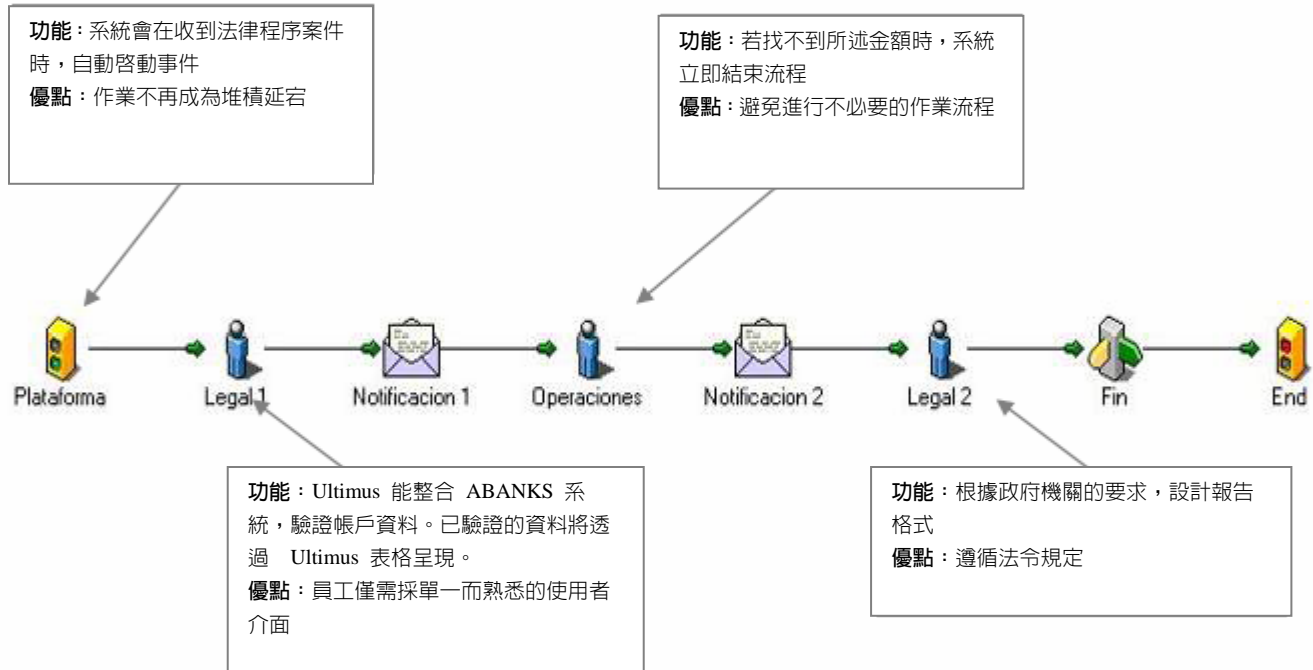 功能：系統會在收到法律程序案件
時，自動啓動事件
優點：作業不再成為堆積延宕
功能：若找不到所述金額時，系統
立即結束流程
優點：避免進行不必要的作業流程
Plataforma
Legal 1
Notificacion 1
Operaciones
Notificacion 2
Legal 2
Fin
End
功能：Ultimus 能整合 ABANKS 系
統，驗證帳戶資料。已驗證的資料將透
過 Ultimus 表格呈現。
優點：員工僅需採單一而熟悉的使用者
介面
功能：根據政府機關的要求，設計報告
格式
優點：遵循法令規定